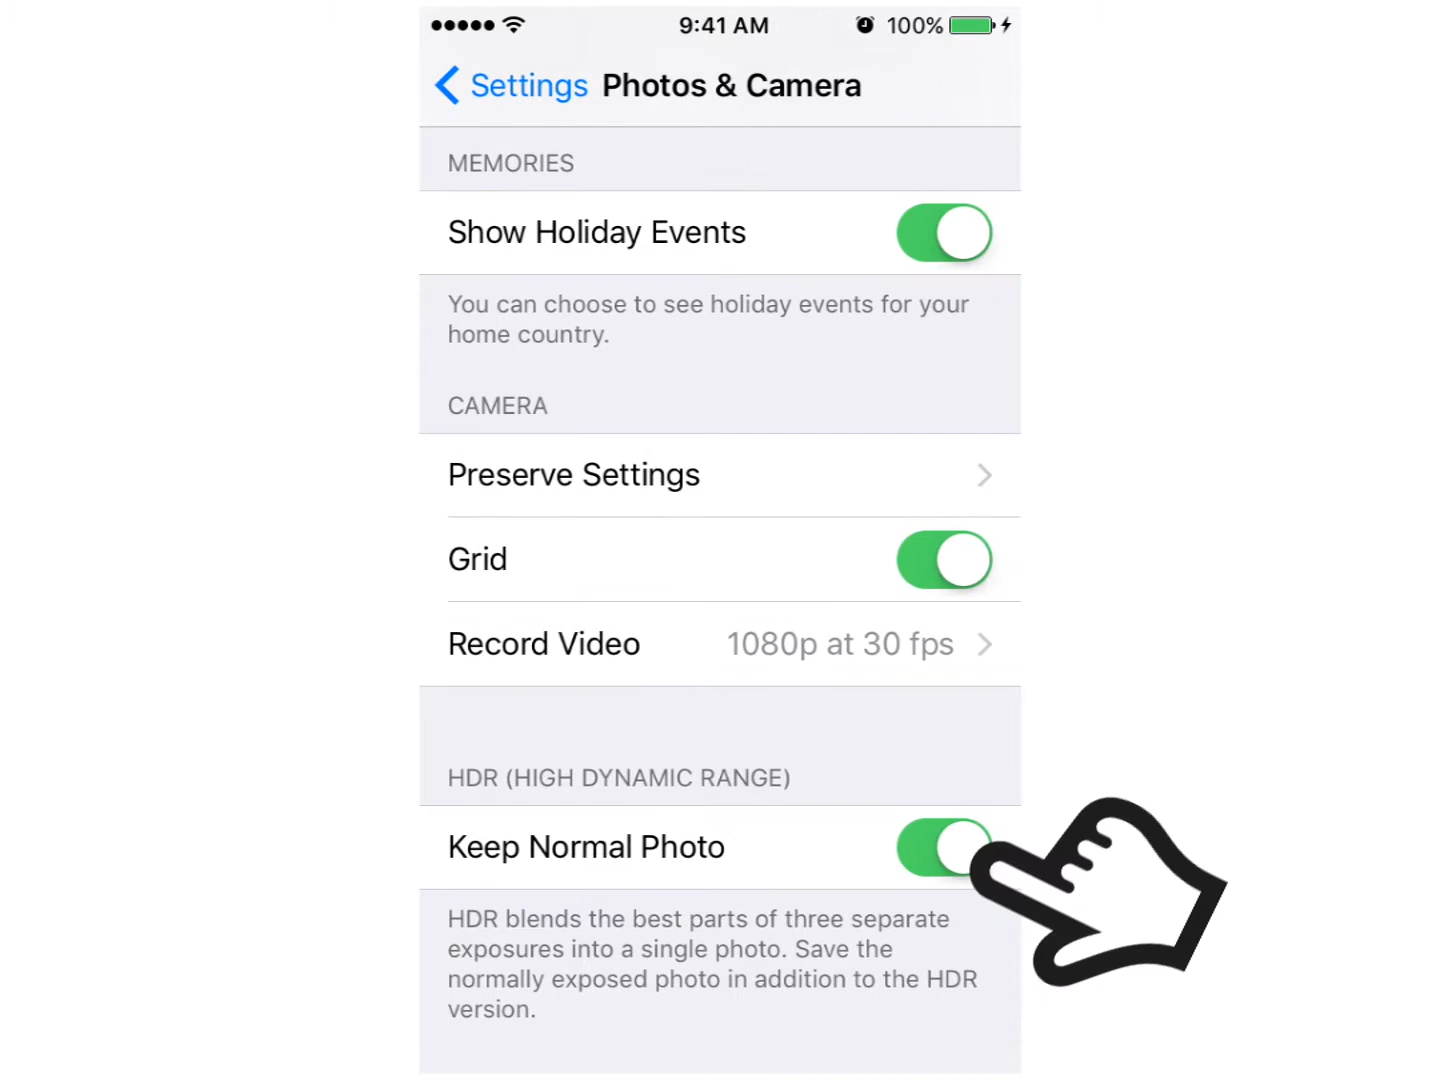 9:41 AM
100%
Settings
Photos & Camera
MEMORIES
Show Holiday Events
You can choose to see holiday events for your
home country.
CAMERA
Preserve Settings
Grid
Record Video 1080p at 30 fps
HDR (HIGH DYNAMIC RANGE)
Keep Normal Photo
HDR blends the best parts of three separate
exposures into a single photo. Save the
normally exposed photo in addition to the HDR
version.